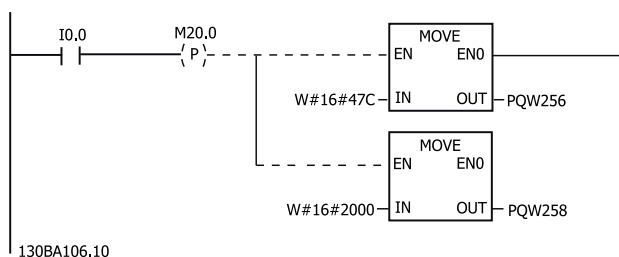 I0.0 M20.0
P
MOVE
EN EN0
W#16#47C IN OUT PQW256
MOVE
EN EN0
W#16#2000 IN OUT PQW258
130BA106.10